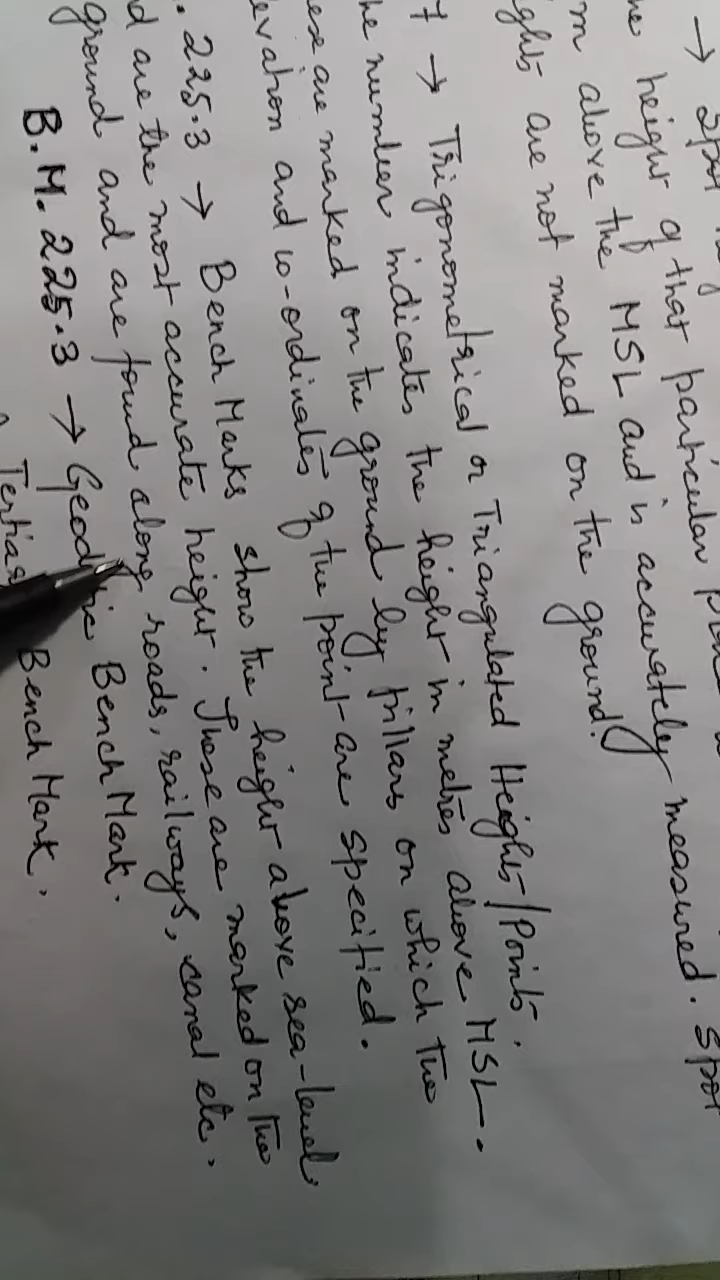 → Spot
height of that particular
m above the MSL and is accurately measured. Spot
ghts are not marked on the ground.
7 → Trigonometrical or Triangulated Heights/Points.
he number indicates the height in metres above MSL.
ese are marked on the ground by pillars on which the
evation and co-ordinates of the point are specified.
. 225.3 → Bench Marks show the height above sea-level
d are the most accurate height. These are marked on the
ground and are found along roads, railways, canal etc.
B.M. 225.3 → Geodetic Bench Mark.
Bench Mark.